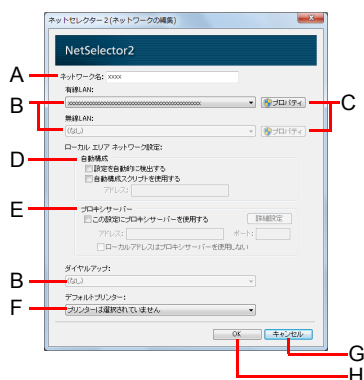 ネットセレクター2(ネットワークの編集)
NetSelector2
A
ネットワーク名: xxxx
有線LAN:
B
xxxxxxxxxxxxxxxxxxxxxxxxxxxxxxxxxxxxxxx
プロパティ
C
無線LAN:
(なし)
プロパティ
ローカル エリア ネットワーク設定:
D
自動構成
設定を自動的に検出する
自動構成スクリプトを使用する
アドレス:
E
プロキシサーバー
この設定にプロキシサーバーを使用する
詳細設定
アドレス:
ポート:
ローカルアドレスはプロキシサーバーを使用しない
ダイヤルアップ:
B
(なし)
デフォルトプリンター:
F
プリンターは選択されていません
OK
キャンセル
G
H